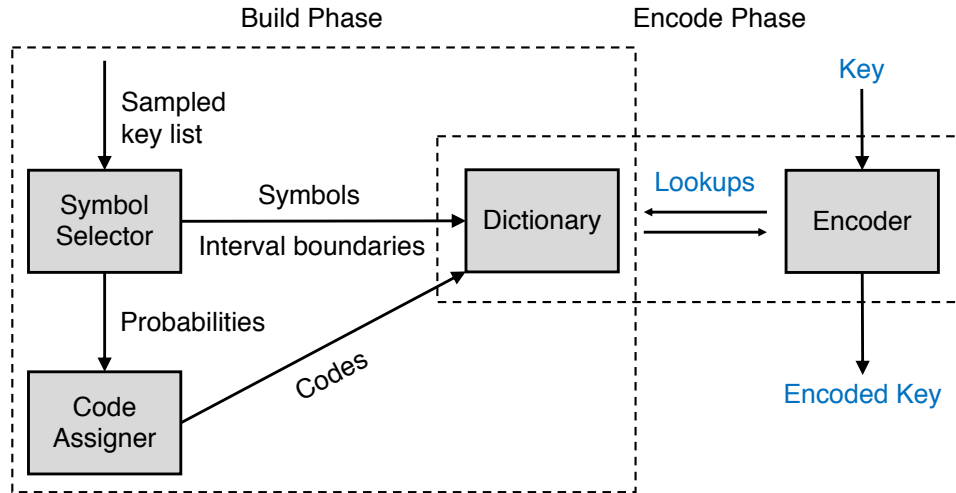 Build Phase
Encode Phase
Key
Sampled
key list
Symbol
Selector
Symbols
Interval boundaries
Dictionary
Lookups
Encoder
Probabilities
Codes
Code
Assigner
Encoded Key